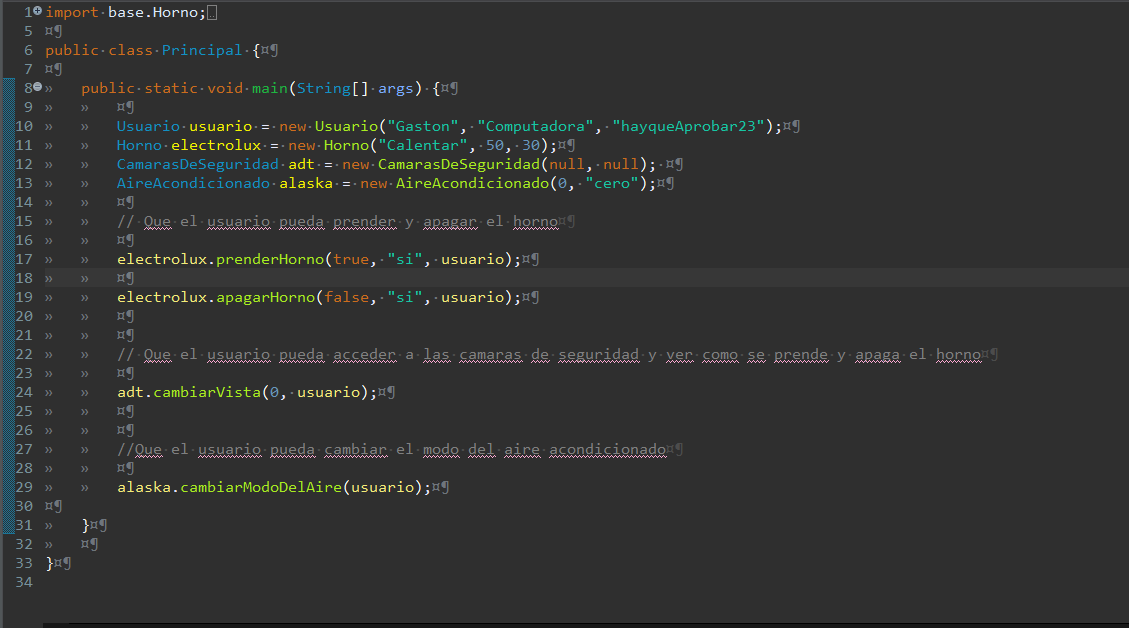 1 import base.Horno;
5
6 public class Principal {
7
8 public static void main(String[] args) {
9
10 Usuario usuario = new Usuario("Gaston", "Computadora", "hayqueAprobar23");
11 Horno electrolux = new Horno("Calentar", 50, 30);
12 CamarasDeSeguridad adt = new CamarasDeSeguridad(null, null);
13 AireAcondicionado alaska = new AireAcondicionado(0, "cero");
14
15 // Que el usuario pueda prender y apagar el horno
16
17 electrolux.prenderHorno(true, "si", usuario);
18
19 electrolux.apagarHorno(false, "si", usuario);
20
21
22 // Que el usuario pueda acceder a las camaras de seguridad y ver como se prende y apaga el horno
23
24 adt.cambiarVista(0, usuario);
25
26
27 //Que el usuario pueda cambiar el modo del aire acondicionado
28
29 alaska.cambiarModoDelAire(usuario);
30
31 }
32
33 }
34